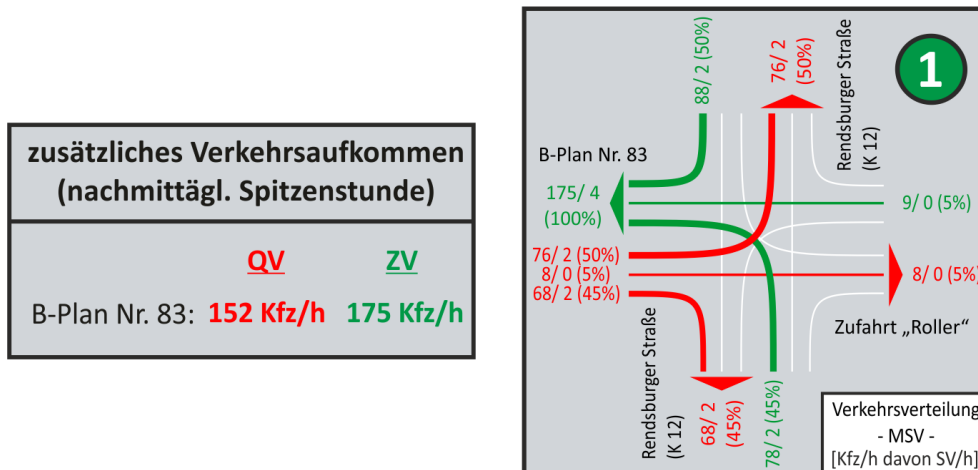 zusätzliches Verkehrsaufkommen
(nachmittägl. Spitzenstunde)
QV ZV
B-Plan Nr. 83: 152 Kfz/h 175 Kfz/h
1
88/ 2 (50%)
76/ 2
(50%)
Rendsburger Straße
(K 12)
B-Plan Nr. 83
175/ 4
(100%)
9/ 0 (5%)
76/ 2 (50%)
8/ 0 (5%)
68/ 2 (45%)
8/ 0 (5%)
Zufahrt „Roller“
Rendsburger Straße
(K 12)
68/ 2
(45%)
78/ 2 (45%)
Verkehrsverteilung
- MSV -
[Kfz/h davon SV/h]